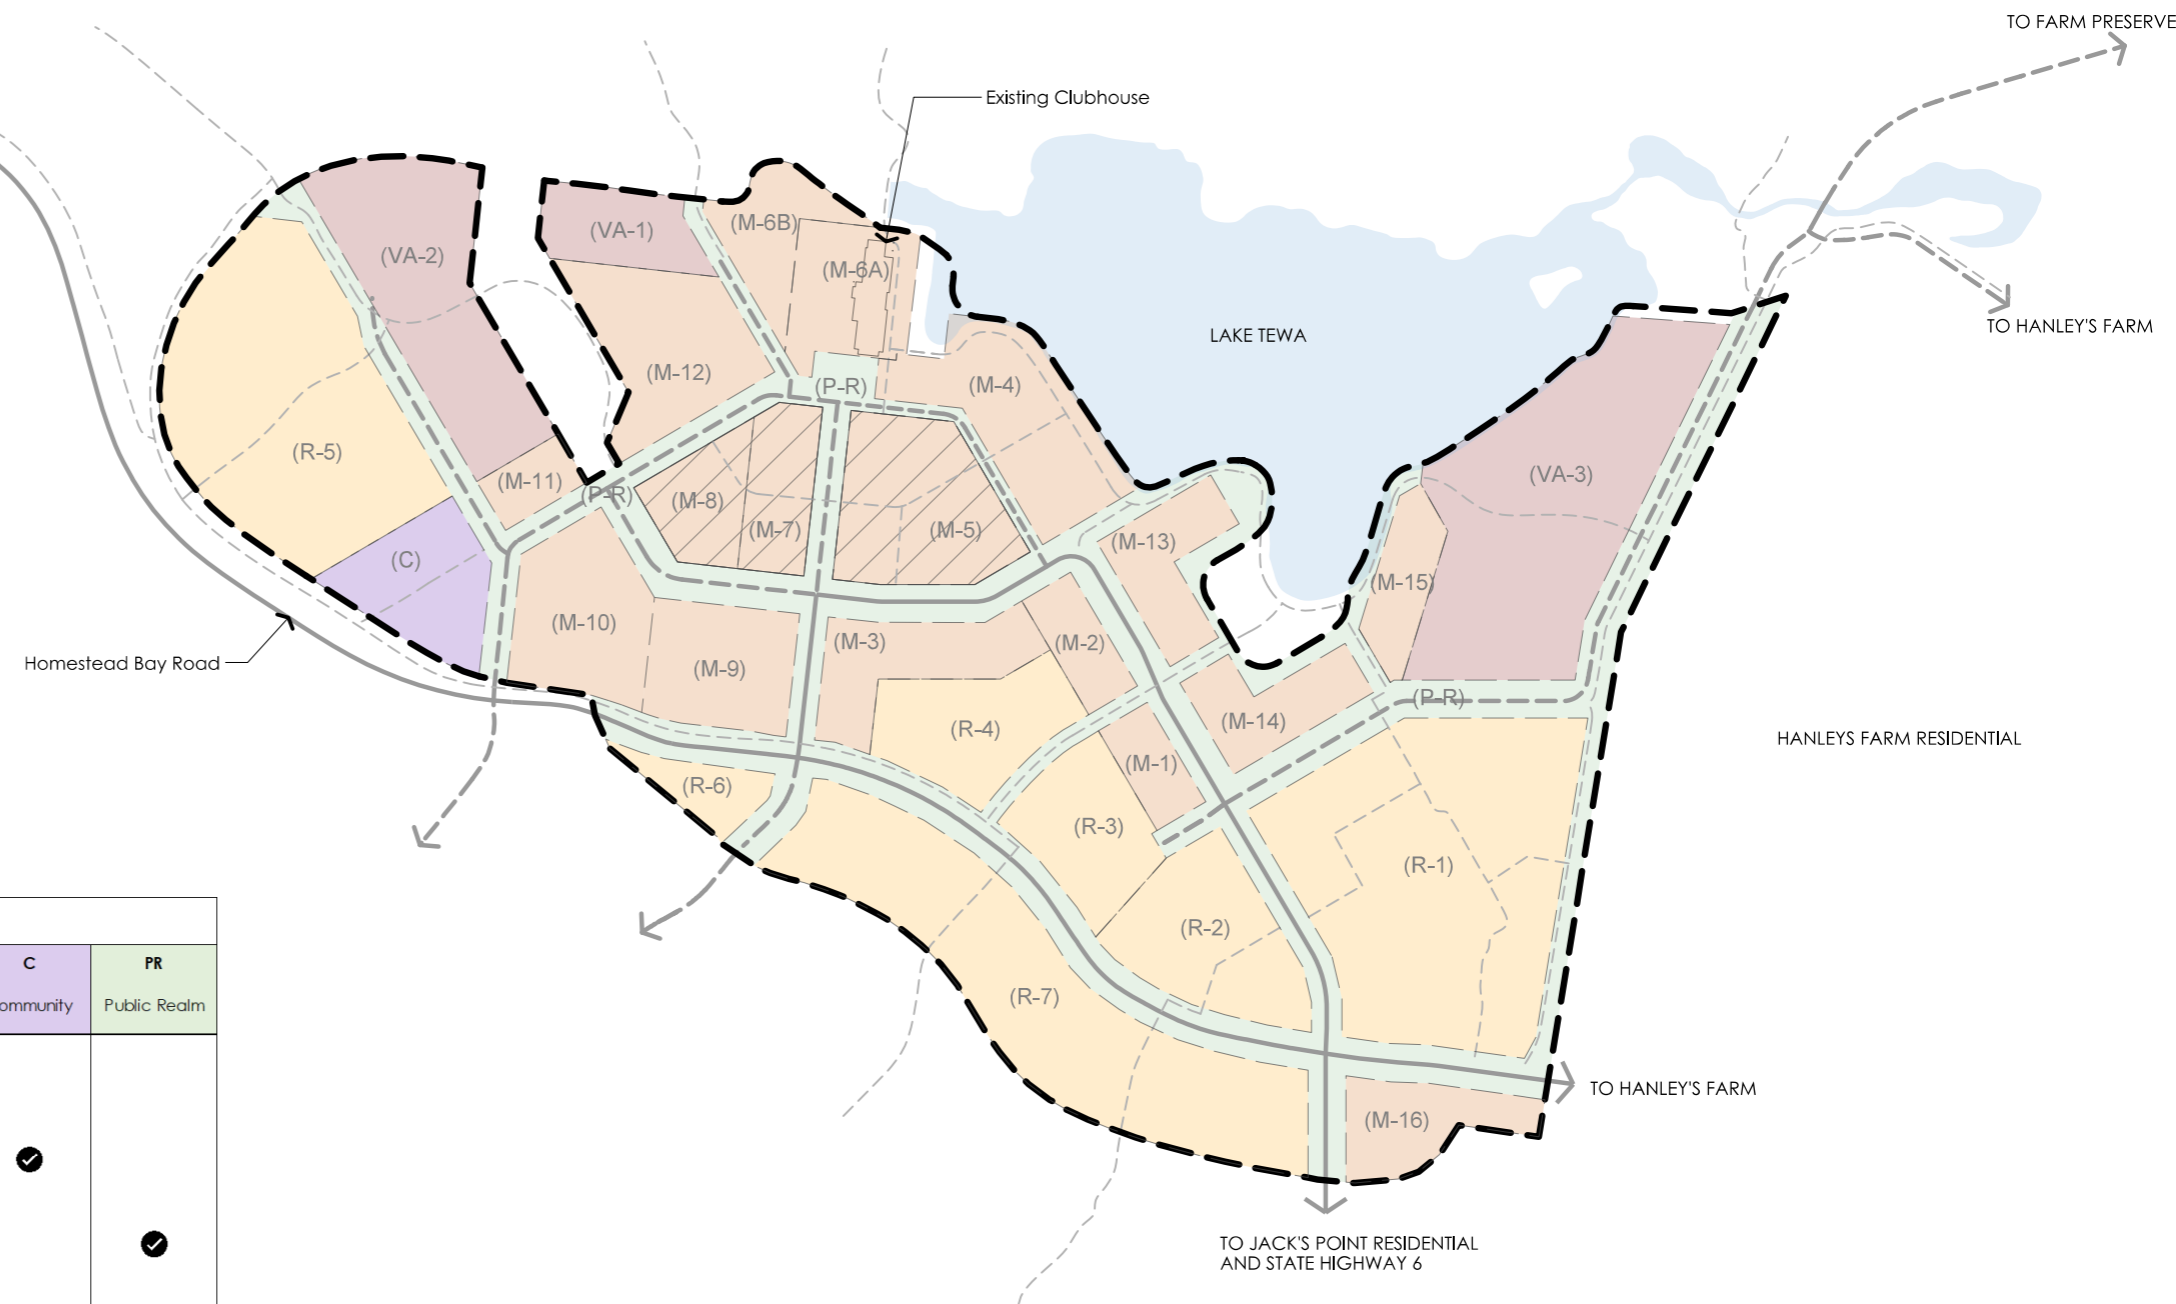 TO FARM PRESERVE
Existing Clubhouse
(M-6B)
(VA-1)
(VA-2)
(M-6A)
TO HANLEY'S FARM
LAKE TEWA
(M-12)
(P-R)
(M-4)
(R-5)
(VA-3)
(M-11)
(P-R)
(M-8)
(M-7)
(M-5)
(M-13)
(C)
(M-15)
(M-10)
(M-3)
(M-2)
Homestead Bay Road
(M-9)
(P-R)
(M-14)
(R-4)
HANLEYS FARM RESIDENTIAL
(M-1)
(R-6)
(R-3)
(R-1)
(R-2)
C
PR
ommunity
Public Realm
(R-7)
TO HANLEY'S FARM
(M-16)
TO JACK'S POINT RESIDENTIAL
AND STATE HIGHWAY 6